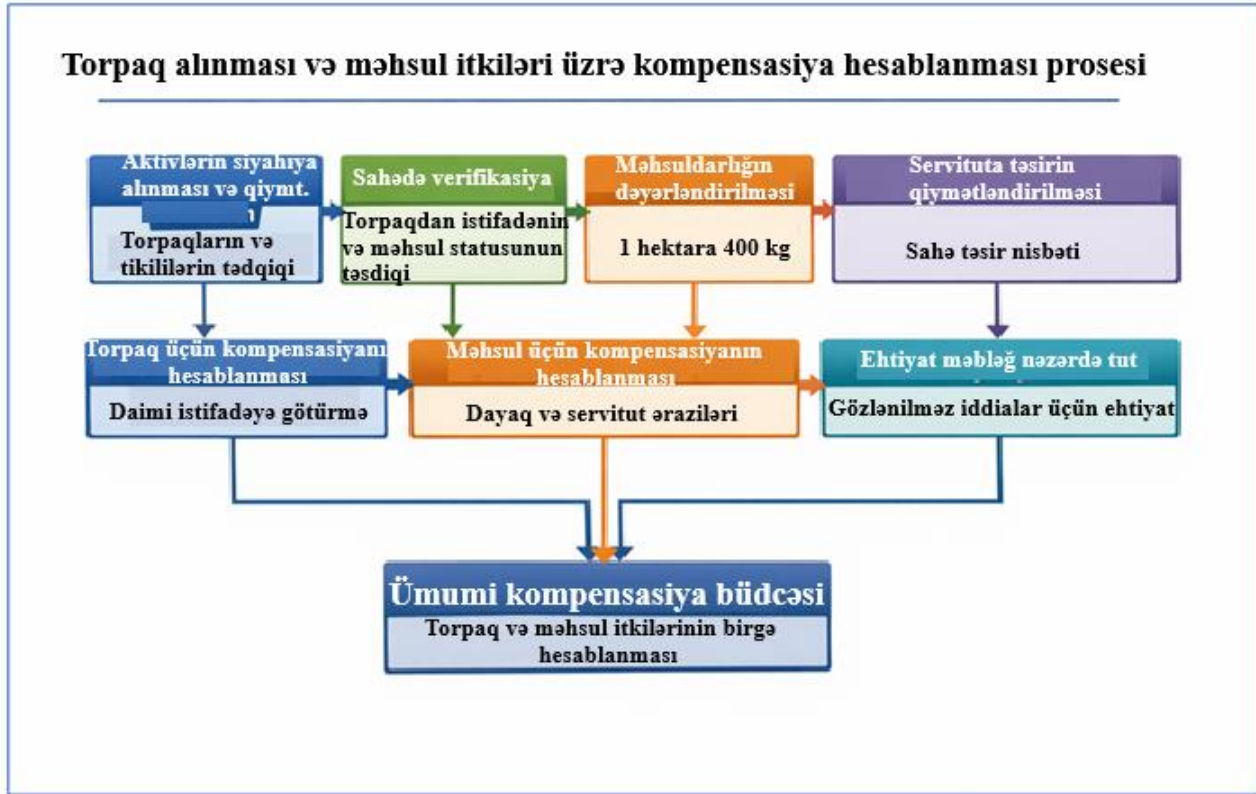 Torpaq alınması və məhsul itkiləri üzrə kompensasiya hesablanması prosesi
Aktivlərin siyahıya
alınması və qiymt.
Torpaqların və
tikililərin tədqiqi
Sahədə verifikasiya
Torpaqdan istifadənin
və məhsul statusunun
təsdiqi
Məhsuldarlığın
dəyərləndirilməsi
1 hektara 400 kg
Servituta təsirin
qiymətləndirilməsi
Sahə təsir nisbəti
Torpaq üçün kompensasiyanı
hesablanması
Daimi istifadəyə götürmə
Məhsul üçün kompensasiyanın
hesablanması
Dayaq və servitut əraziləri
Ehtiyat məbləğ nəzərdə tut
Gözlənilməz iddialar üçün ehtiyat
Ümumi kompensasiya büdcəsi
Torpaq və məhsul itkilərinin birgə
hesablanması